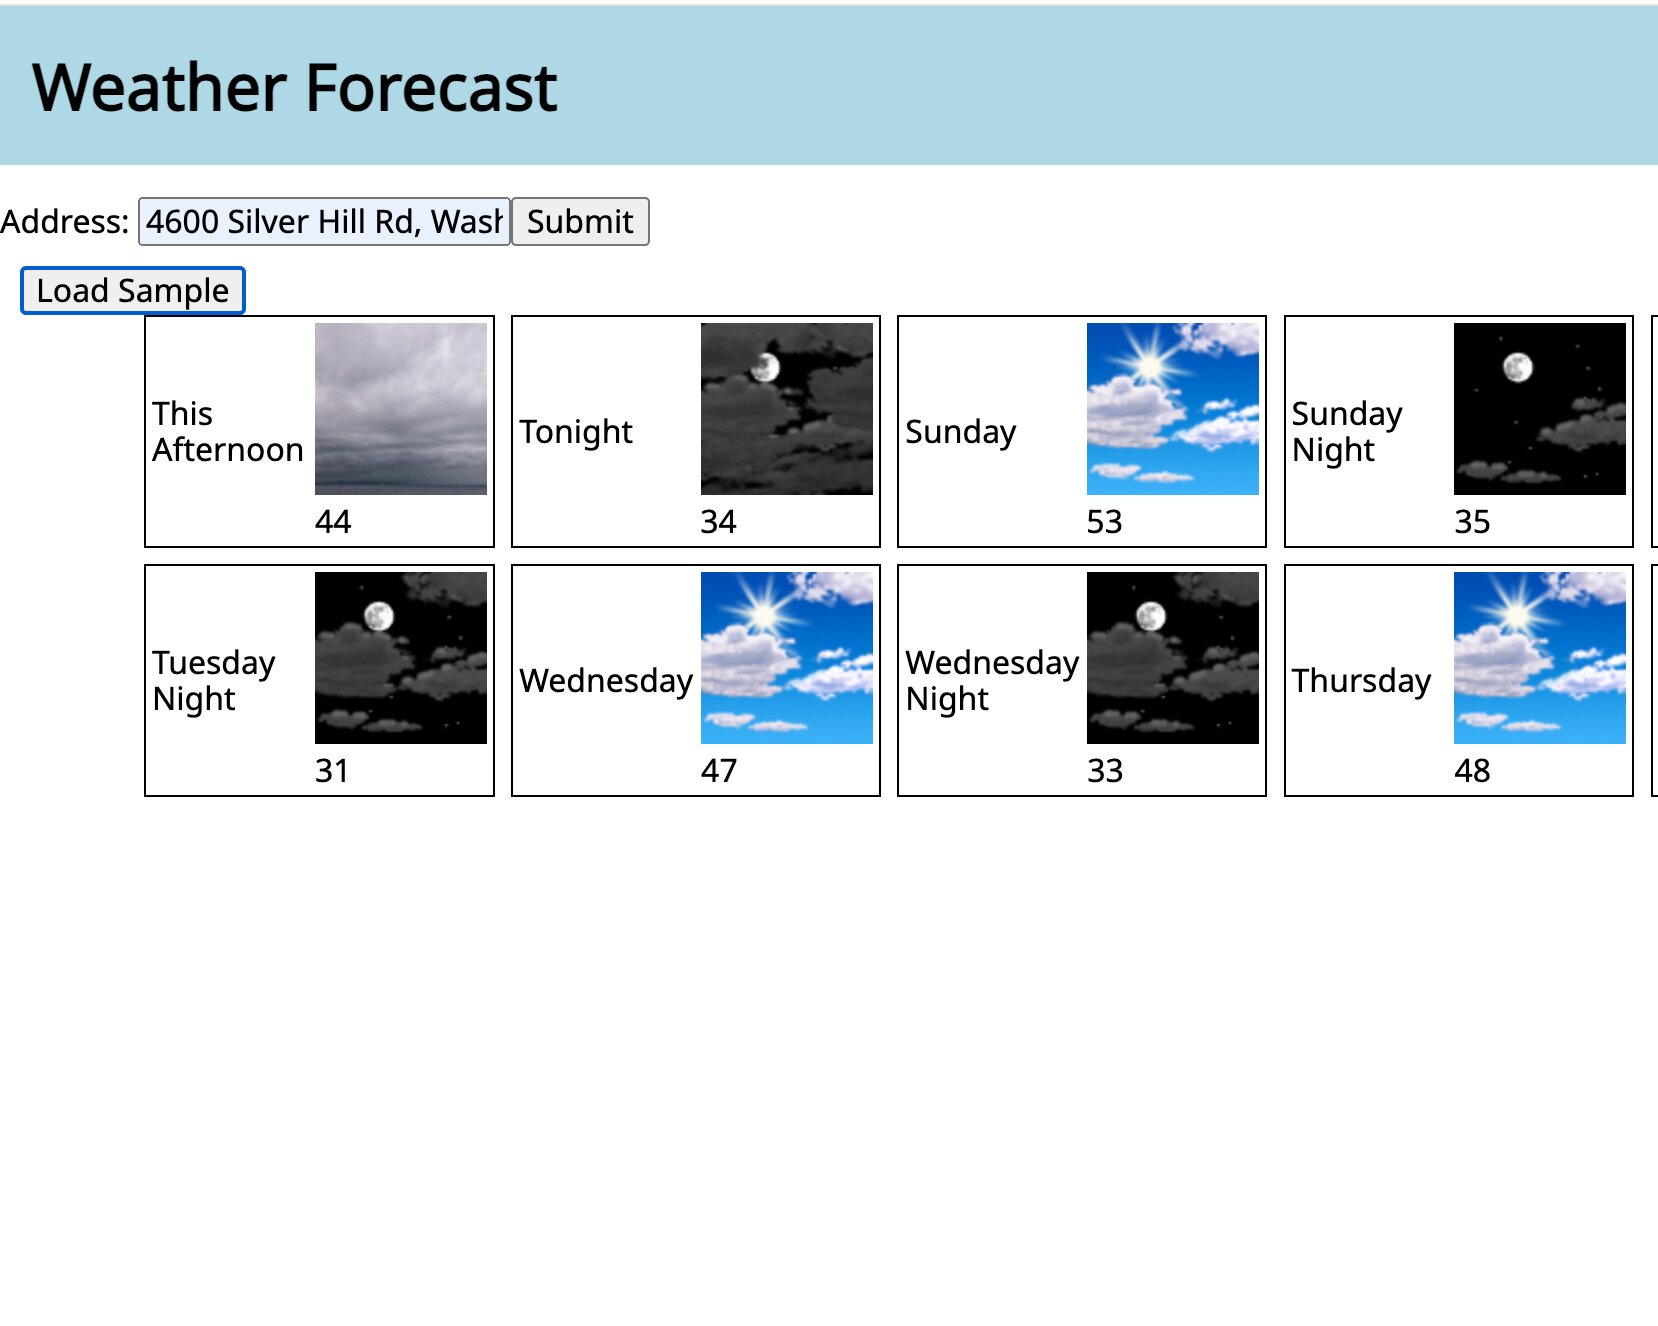 Weather Forecast
Address: 4600 Silver Hill Rd, Wash Submit
Load Sample
This
Afternoon
44
Tonight
34
Sunday
53
Sunday
Night
35
Tuesday
Night
31
Wednesday
47
Wednesday
Night
33
Thursday
48